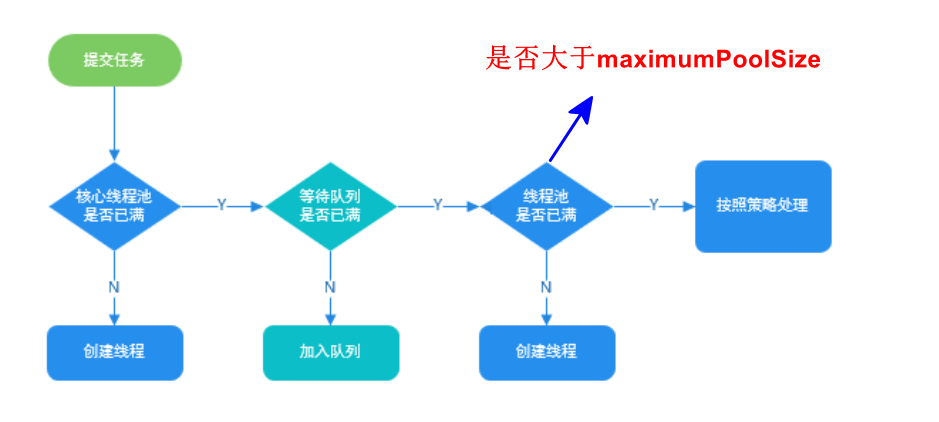 提交任务
是否大于maximumPoolSize
核心线程池
是否已满
Y
等待队列
是否已满
Y
线程池
是否已满
Y
按照策略处理
N
N
N
创建线程
加入队列
创建线程